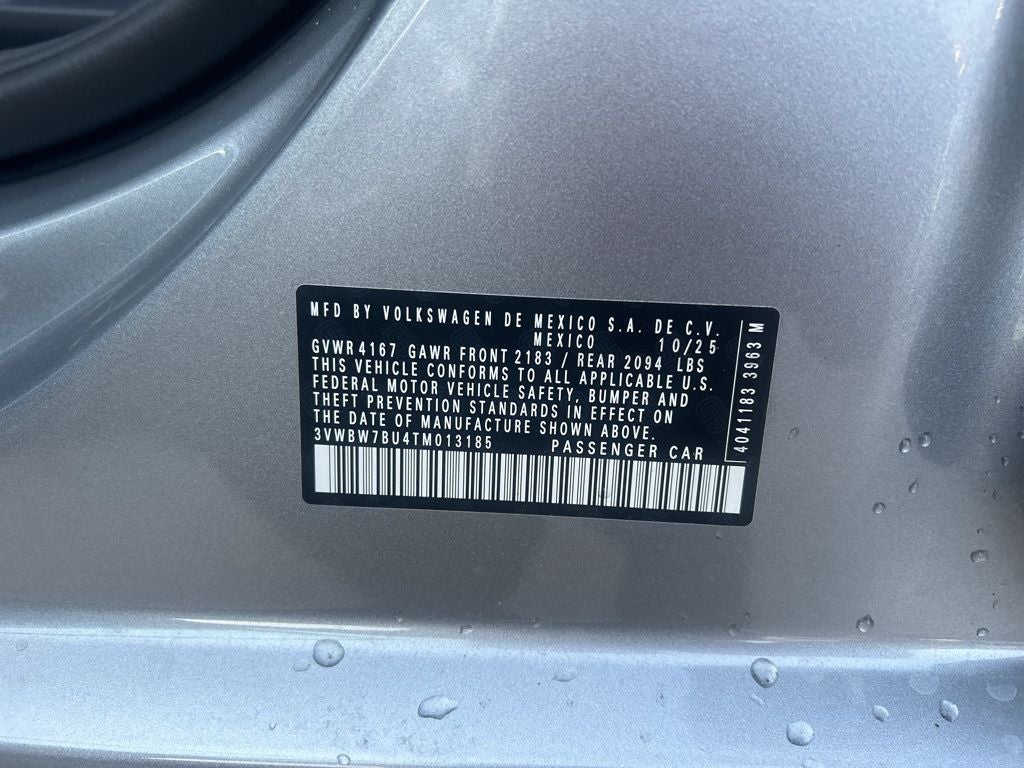 MFD BY VOLKSWAGEN DE MEXICO S.A. DE C.V.
MEXICO 10/25
GVWR 4167 GAWR FRONT 2183 / REAR 2094 LBS
THIS VEHICLE CONFORMS TO ALL APPLICABLE U.S.
FEDERAL MOTOR VEHICLE SAFETY, BUMPER AND
THEFT PREVENTION STANDARDS IN EFFECT ON
THE DATE OF MANUFACTURE SHOWN ABOVE.
3VWBW7BU4TM013185 PASSENGER CAR
4041183 3963 M